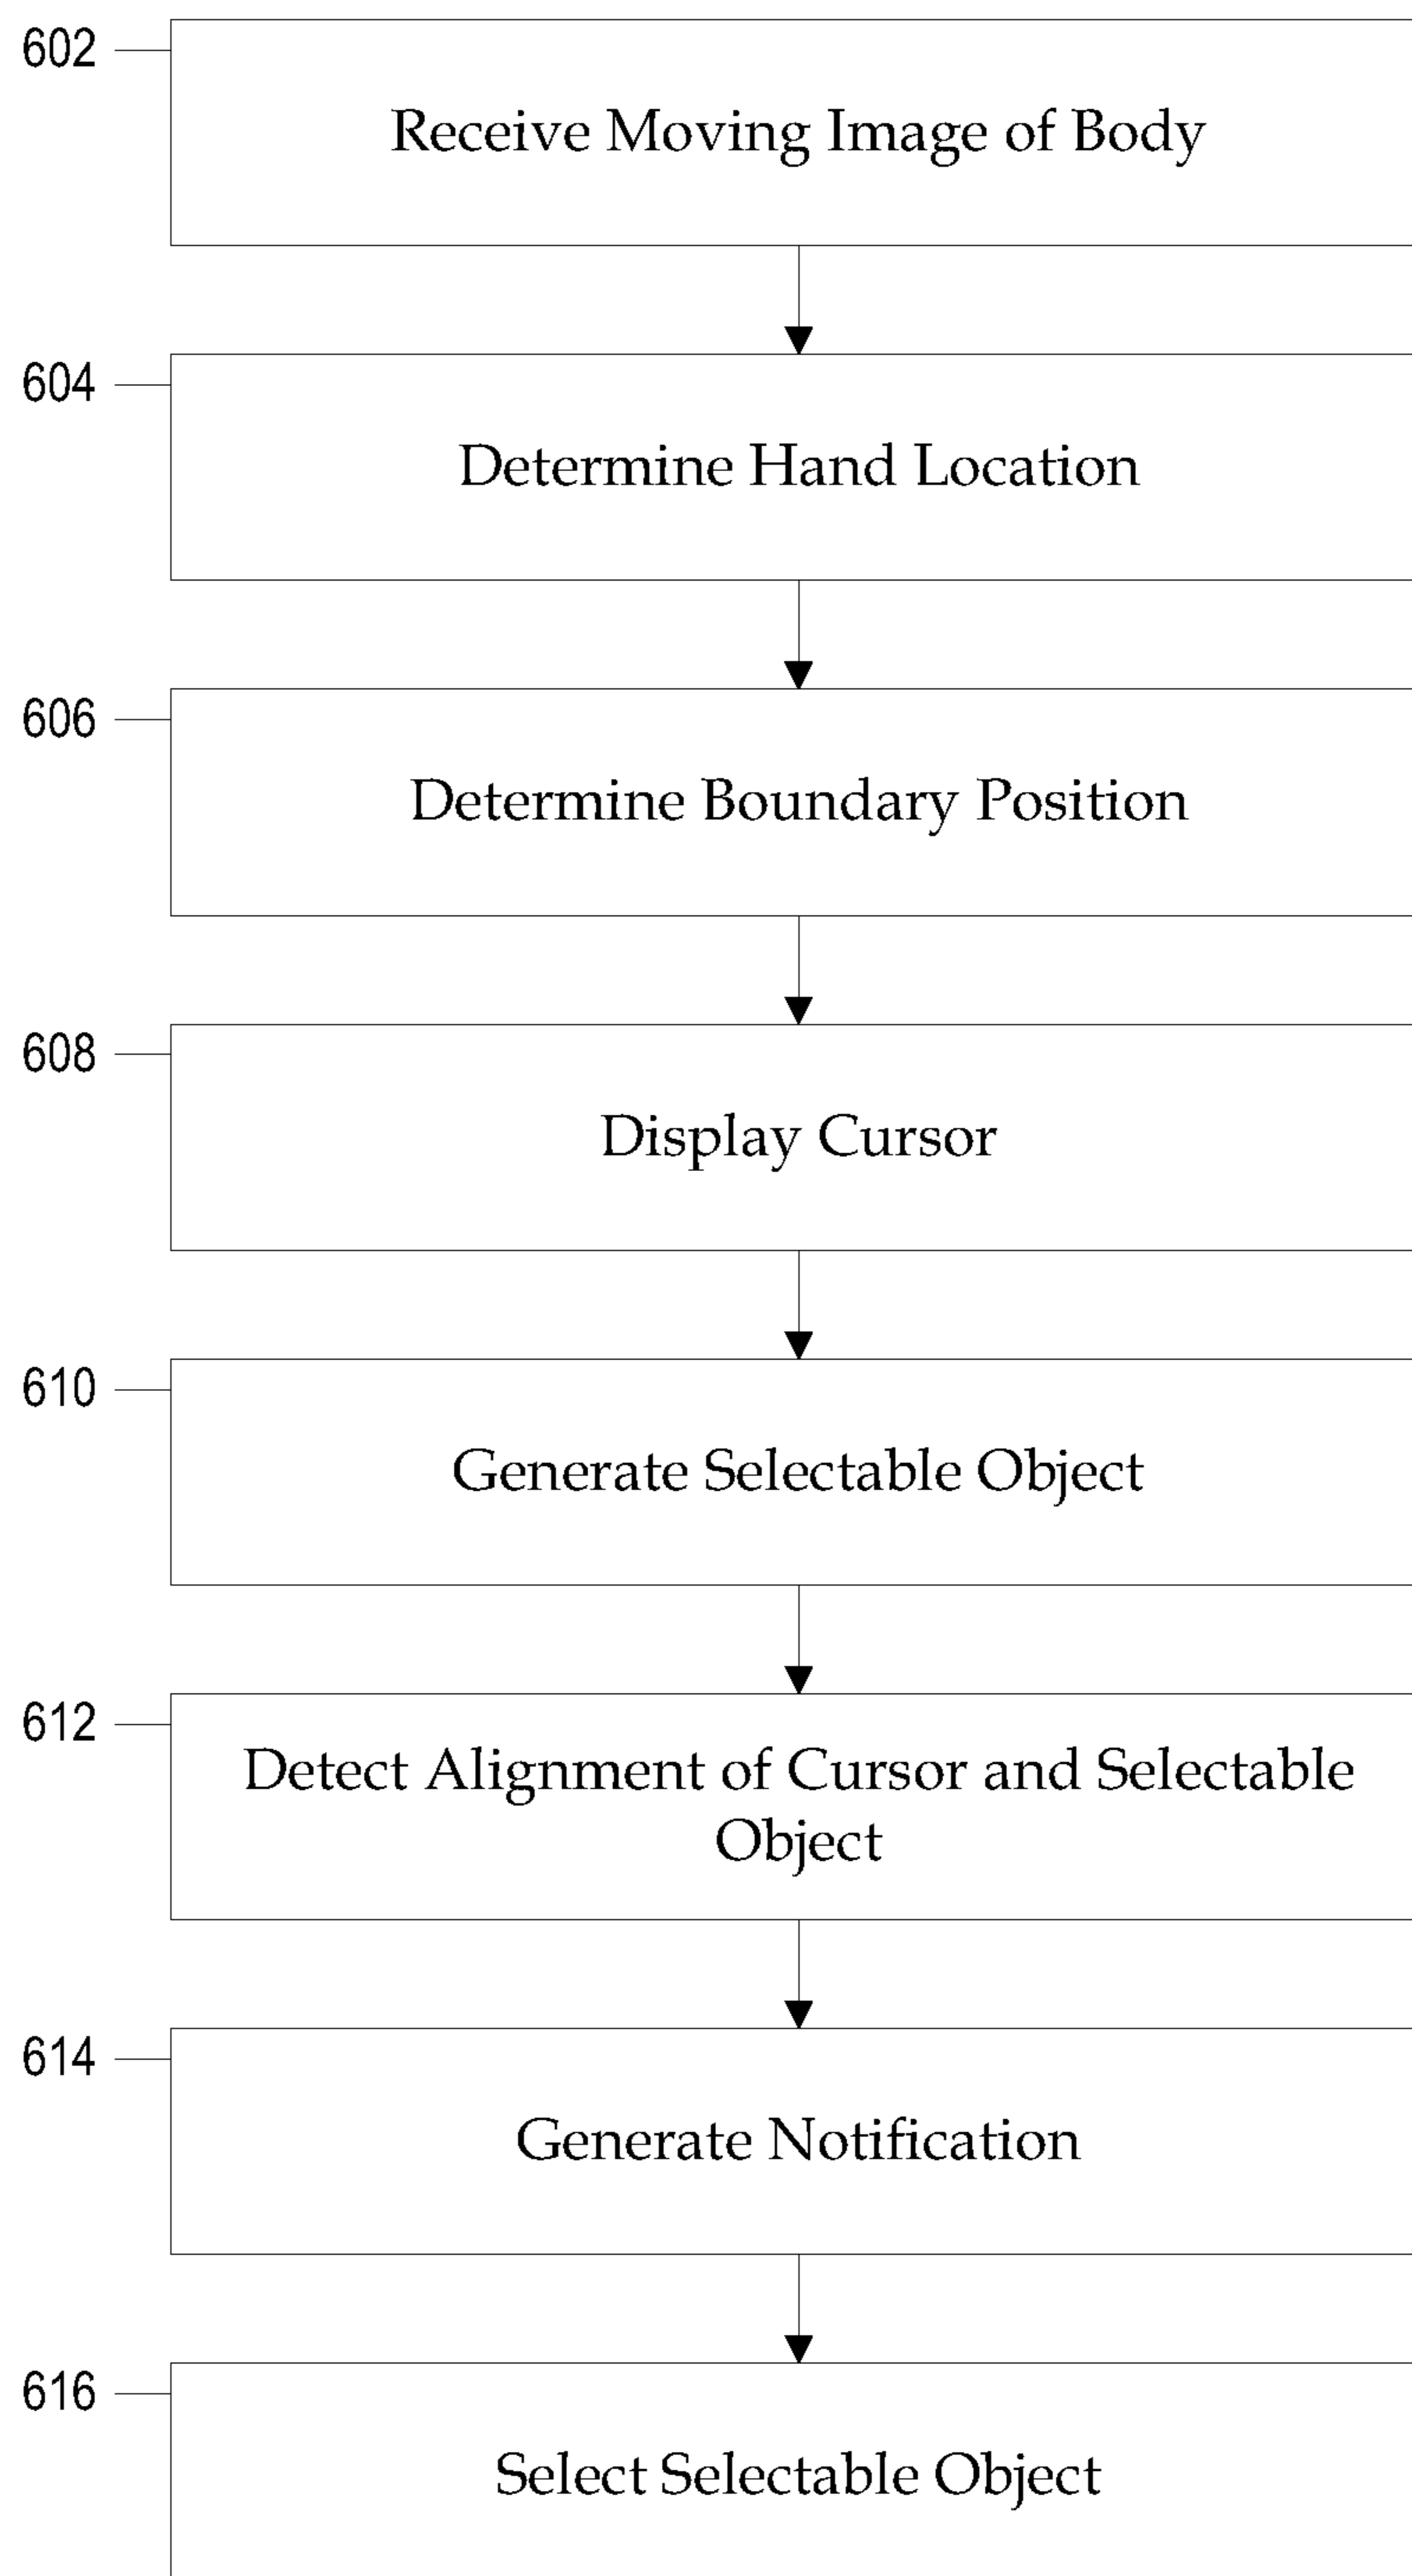 602
Receive Moving Image of Body
604
Determine Hand Location
606
Determine Boundary Position
608
Display Cursor
610
Generate Selectable Object
612
Detect Alignment of Cursor and Selectable
Object
614
Generate Notification
616
Select Selectable Object